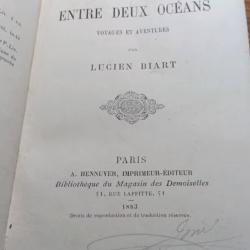 ENTRE DEUX OCÉANS
VOYAGES ET AVENTURES
PAR
LUCIEN BIART
PARIS
A. HENNUYER, IMPRIMEUR-ÉDITEUR
Bibliothèque du Magasin des Demoiselles
51, RUE LAFFITTE, 51
1883
Droits de reproduction et de traduction réservés.